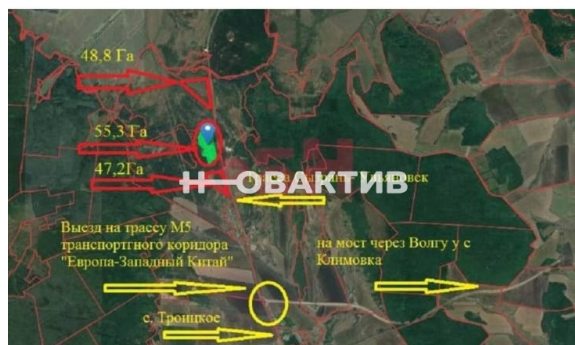 48,8 Га
55,3 Га
47,2Га
НОВАКТИВ
Ульяновск
Выезд на трассу М5
транспортгного коридора
"Европа-Западный Китай"
на мост через Волгу у с
Климовка
с. Троицкое